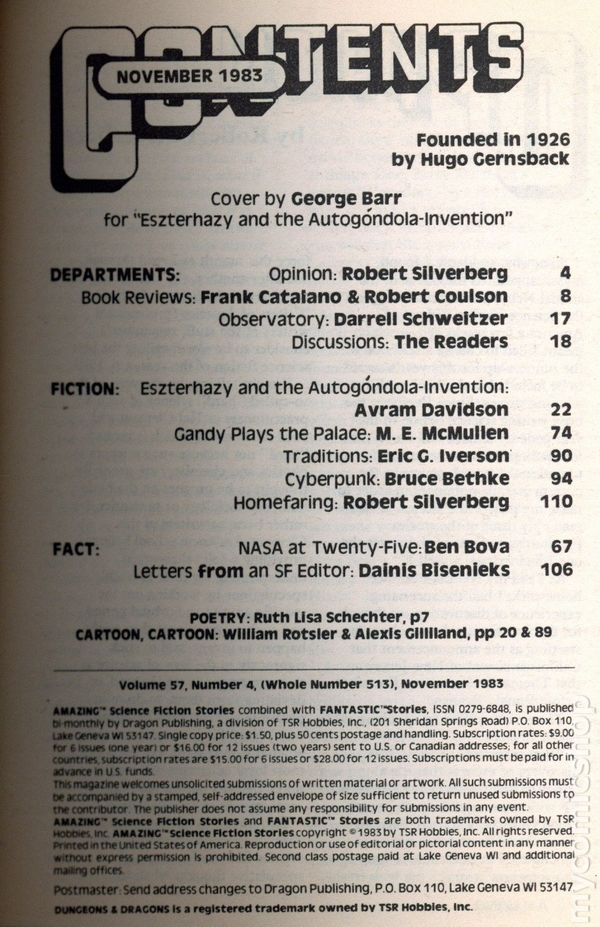 CONTENTS
NOVEMBER 1983
Founded in 1926
by Hugo Gernsback
Cover by George Barr
for "Eszterhazy and the Autogóndola-Invention"
DEPARTMENTS: Opinion: Robert Silverberg 4
Book Reviews: Frank Catalano & Robert Coulson 8
Observatory: Darrell Schweitzer 17
Discussions: The Readers 18
FICTION: Eszterhazy and the Autogóndola-Invention:
Avram Davidson 22
Gandy Plays the Palace: M. E. McMullen 74
Traditions: Eric G. Iverson 90
Cyberpunk: Bruce Bethke 94
Homefaring: Robert Silverberg 110
FACT: NASA at Twenty-Five: Ben Bova 67
Letters from an SF Editor: Dainis Bisenieks 106
POETRY: Ruth Lisa Schechter, p7
CARTOON, CARTOON: William Rotsler & Alexis Gilliland, pp 20 & 89
Volume 57, Number 4, (Whole Number 513), November 1983
AMAZING™ Science Fiction Stories combined with FANTASTIC™ Stories, ISSN 0279-6848, is published
bi-monthly by Dragon Publishing, a division of TSR Hobbies, Inc., (201 Sheridan Springs Road) P.O. Box 110,
Lake Geneva WI 53147. Single copy price: $1.50, plus 50 cents postage and handling. Subscription rates: $9.00
for 6 issues (one year) or $16.00 for 12 issues (two years) sent to U.S. or Canadian addresses; for all other
countries, subscription rates are $15.00 for 6 issues or $28.00 for 12 issues. Subscriptions must be paid for in
advance in U.S. funds.
This magazine welcomes unsolicited submissions of written material or artwork. All such submissions must
be accompanied by a stamped, self-addressed envelope of size sufficient to return unused submissions to
the contributor. The publisher does not assume any responsibility for submissions in any event.
AMAZING™ Science Fiction Stories and FANTASTIC™ Stories are both trademarks owned by TSR
Hobbies, Inc. AMAZING™ Science Fiction Stories copyright © 1983 by TSR Hobbies, Inc. All rights reserved.
Printed in the United States of America. Reproduction or use of editorial or pictorial content in any manner
without express permission is prohibited. Second class postage paid at Lake Geneva WI and additional
mailing offices.
Postmaster: Send address changes to Dragon Publishing, P.O. Box 110, Lake Geneva WI 53147.
DUNGEONS & DRAGONS is a registered trademark owned by TSR Hobbies, Inc.
mycomicshop